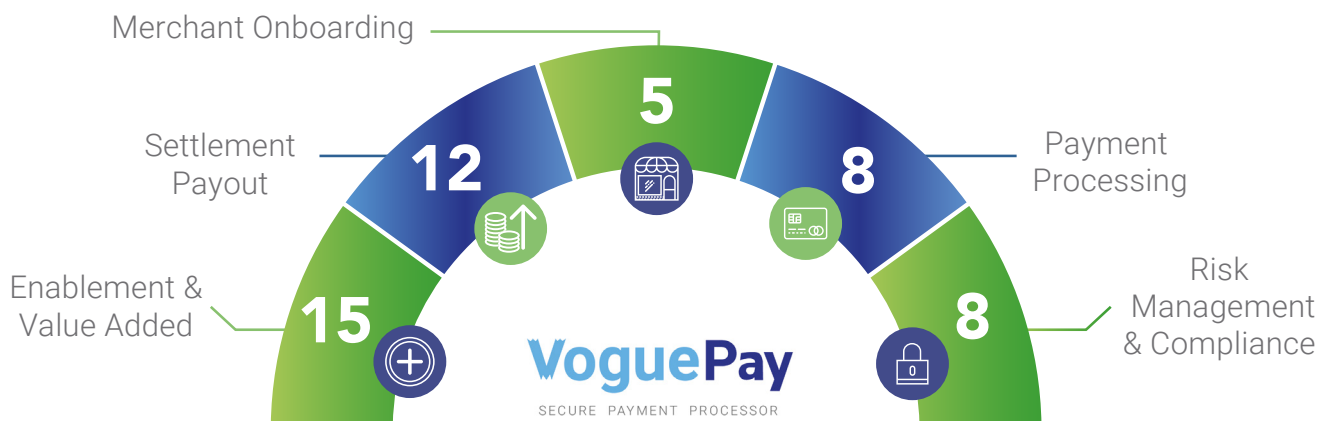 Merchant Onboarding
5
Settlement
Payout
12
8
Payment
Processing
Enablement &
Value Added
15
8
Risk
Management
& Compliance
VoguePay
SECURE PAYMENT PROCESSOR